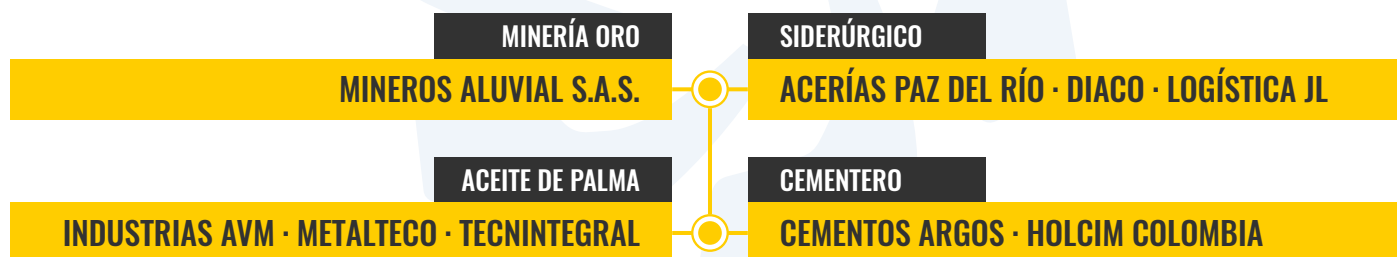 MINERÍA ORO
MINEROS ALUVIAL S.A.S.
SIDERÚRGICO
ACERÍAS PAZ DEL RÍO · DIACO · LOGÍSTICA JL
ACEITE DE PALMA
INDUSTRIAS AVM · METALTECO · TECNINTEGRAL
CEMENTERO
CEMENTOS ARGOS · HOLCIM COLOMBIA